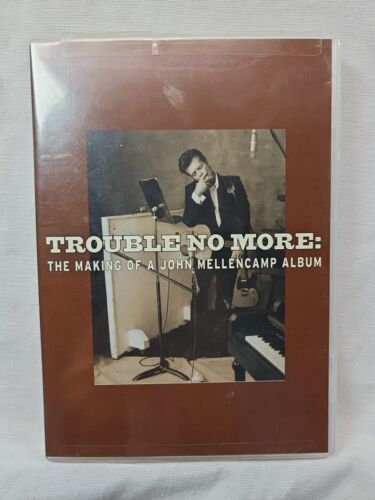 TROUBLE NO MORE:
THE MAKING OF A JOHN MELLENCAMP ALBUM